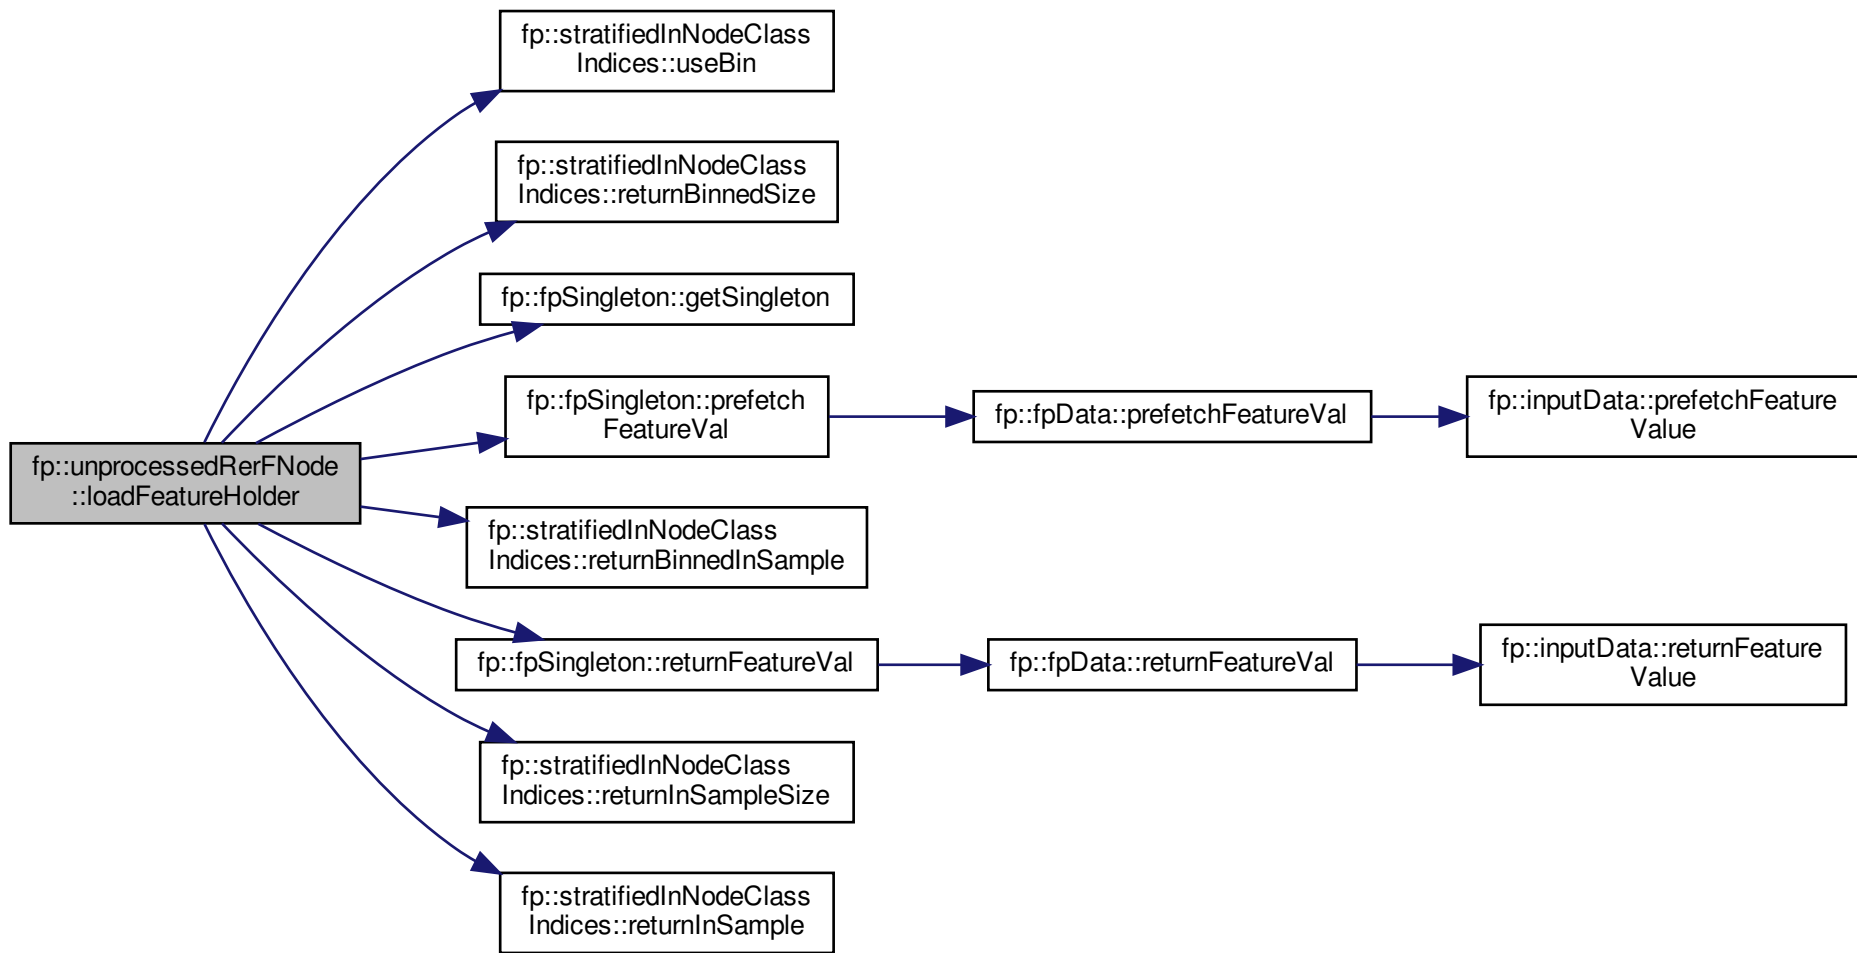 fp::stratifiedInNodeClass
Indices::useBin
fp::stratifiedInNodeClass
Indices::returnBinnedSize
fp::fpSingleton::getSingleton
fp::fpSingleton::prefetch
FeatureVal
fp::fpData::prefetchFeatureVal
fp::inputData::prefetchFeature
Value
fp::unprocessedRerFNode
::loadFeatureHolder
fp::stratifiedInNodeClass
Indices::returnBinnedInSample
fp::fpSingleton::returnFeatureVal
fp::fpData::returnFeatureVal
fp::inputData::returnFeature
Value
fp::stratifiedInNodeClass
Indices::returnInSampleSize
fp::stratifiedInNodeClass
Indices::returnInSample